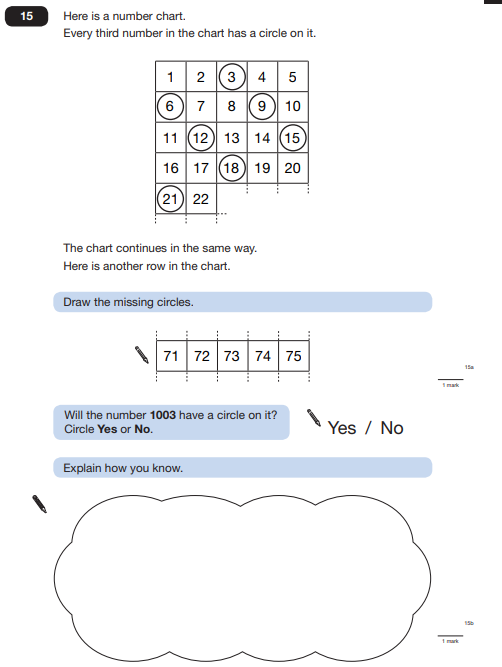 15
Here is a number chart.
Every third number in the chart has a circle on it.
1 2 3 4 5
6 7 8 9 10
11 12 13 14 15
16 17 18 19 20
21 22
The chart continues in the same way.
Here is another row in the chart.
Draw the missing circles.
71 72 73 74 75
15a
1 mark
Will the number 1003 have a circle on it?
Circle Yes or No.
Yes / No
Explain how you know.
15b
1 mark